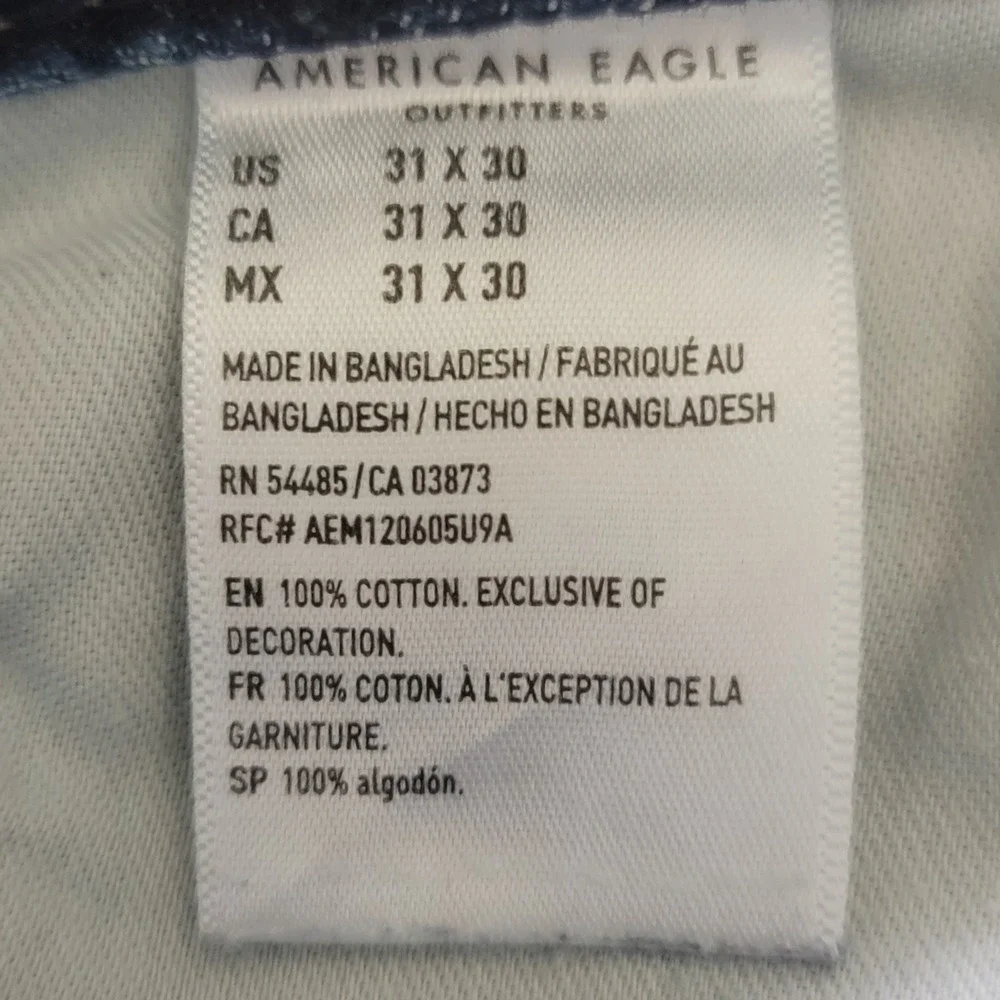 AMERICAN EAGLE
OUTFITTERS
US 31 X 30
CA 31 X 30
MX 31 X 30
MADE IN BANGLADESH / FABRIQUÉ AU
BANGLADESH / HECHO EN BANGLADESH
RN 54485 / CA 03873
RFC# AEM120605U9A
EN 100% COTTON. EXCLUSIVE OF
DECORATION.
FR 100% COTON. À L'EXCEPTION DE LA
GARNITURE.
SP 100% algodón.